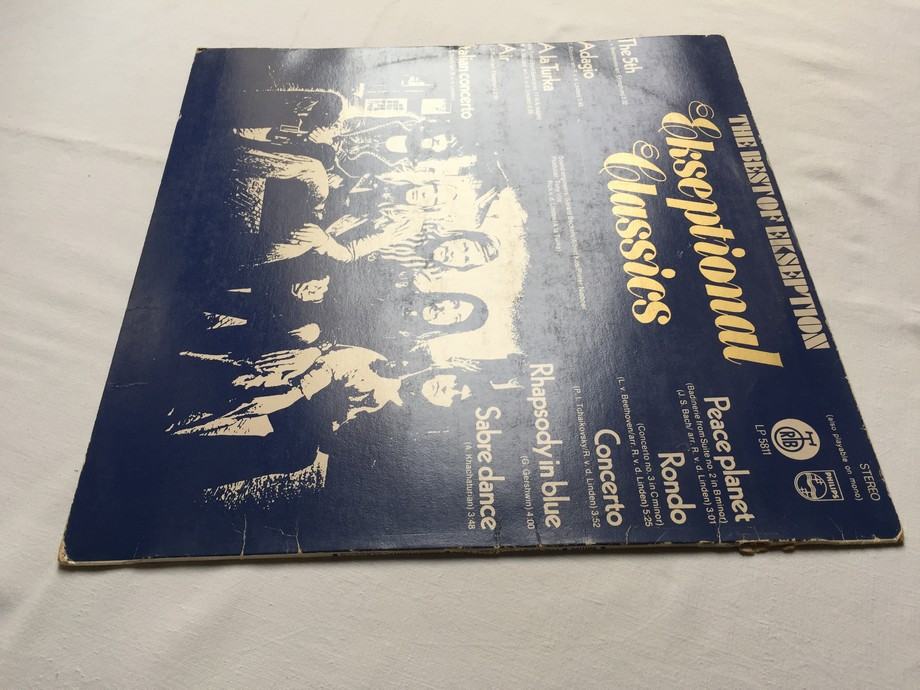 THE BEST OF EKSEPTION
Ekseptional
Classics
The 5th
Adagio
A la Turka
Air
Italian concerto
STEREO
(also playable on mono)
PHILIPS
RTB
LP 5811
Peace planet
(Badinerie from Suite no. 2 in B minor)
(J. S. Bach/ arr. R. v. d. Linden) 3:01
Rondo
(Concerto no. 3 in C minor)
(L. v. Beethoven/arr. R. v. d. Linden) 5:25
Concerto
(P. I. Tchaikovsky/R. v. d. Linden) 3:52
Rhapsody in blue
(G. Gershwin) 4:00
Sabre dance
(A. Khachaturian) 3:48